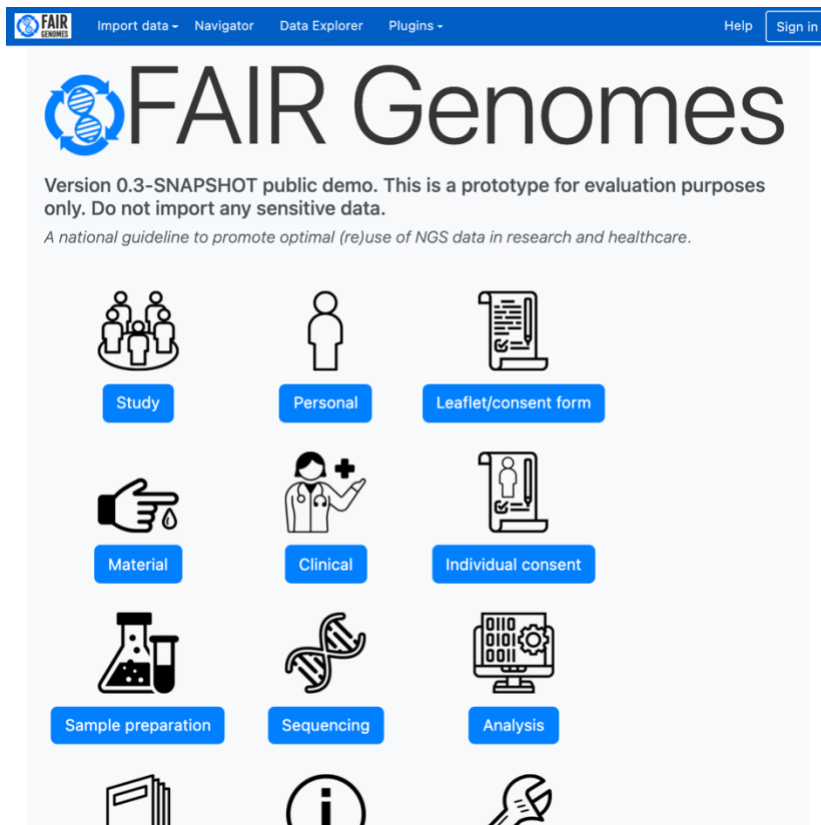 FAIR GENOMES Import data Navigator Data Explorer Plugins Help Sign in
FAIR Genomes
Version 0.3-SNAPSHOT public demo. This is a prototype for evaluation purposes
only. Do not import any sensitive data.
A national guideline to promote optimal (re)use of NGS data in research and healthcare.
Study Personal Leaflet/consent form
Material Clinical Individual consent
0110
0101
0011
Sample preparation Sequencing Analysis
i